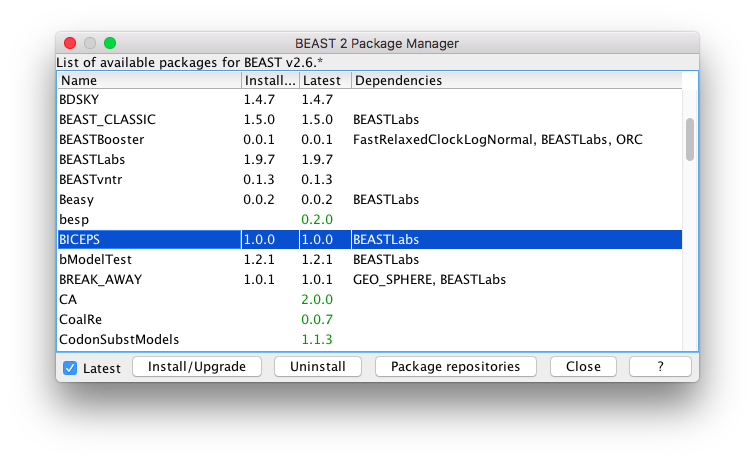 BEAST 2 Package Manager
List of available packages for BEAST v2.6.*
Name Install... Latest Dependencies
BDSKY 1.4.7 1.4.7
BEAST_CLASSIC 1.5.0 1.5.0 BEASTLabs
BEASTBooster 0.0.1 0.0.1 FastRelaxedClockLogNormal, BEASTLabs, ORC
BEASTLabs 1.9.7 1.9.7
BEASTvntr 0.1.3 0.1.3
Beasy 0.0.2 0.0.2 BEASTLabs
besp 0.2.0
BICEPS 1.0.0 1.0.0 BEASTLabs
bModelTest 1.2.1 1.2.1 BEASTLabs
BREAK_AWAY 1.0.1 1.0.1 GEO_SPHERE, BEASTLabs
CA 2.0.0
CoalRe 0.0.7
CodonSubstModels 1.1.3
Latest Install/Upgrade Uninstall Package repositories Close ?